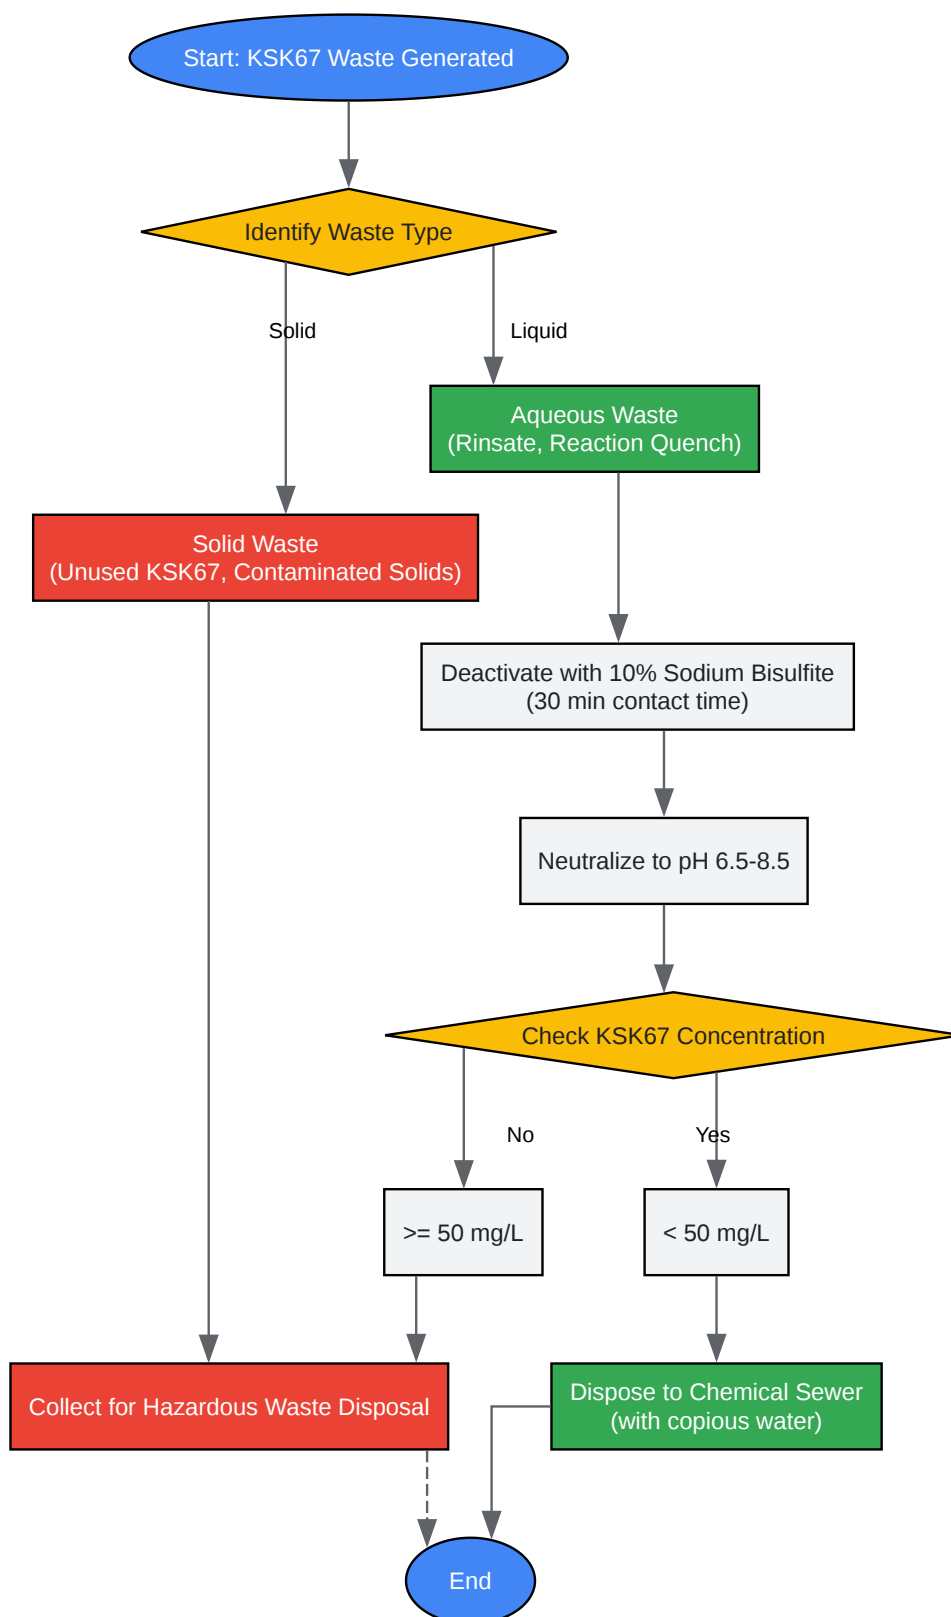 Start: KSK67 Waste Generated
Identify Waste Type
Solid
Liquid
Aqueous Waste
(Rinsate, Reaction Quench)
Solid Waste
(Unused KSK67, Contaminated Solids)
Deactivate with 10% Sodium Bisulfite
(30 min contact time)
Neutralize to pH 6.5-8.5
Check KSK67 Concentration
No
Yes
>= 50 mg/L
< 50 mg/L
Collect for Hazardous Waste Disposal
Dispose to Chemical Sewer
(with copious water)
End